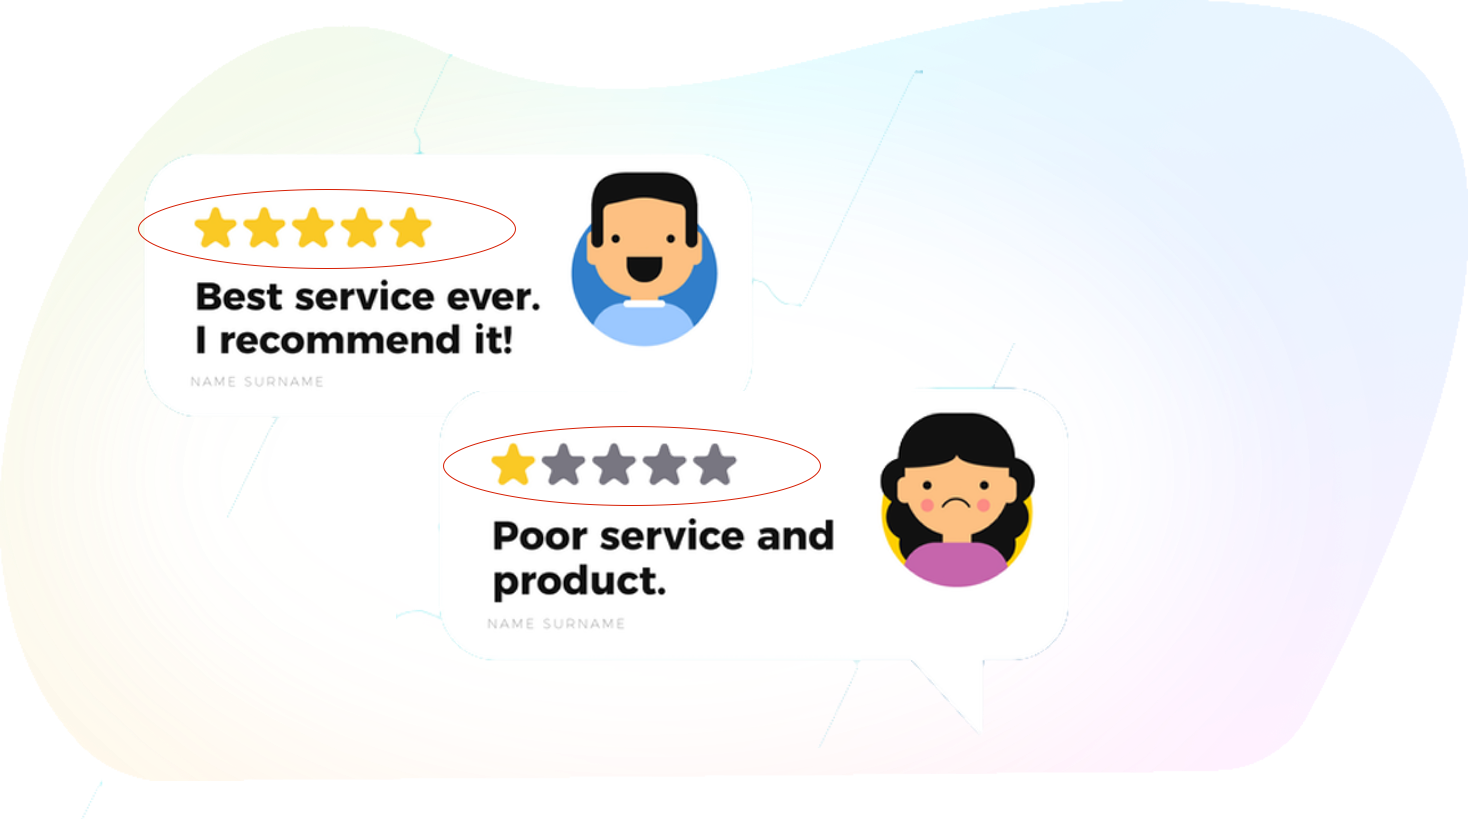 Best service ever.
I recommend it!
NAME SURNAME
Poor service and
product.
NAME SURNAME